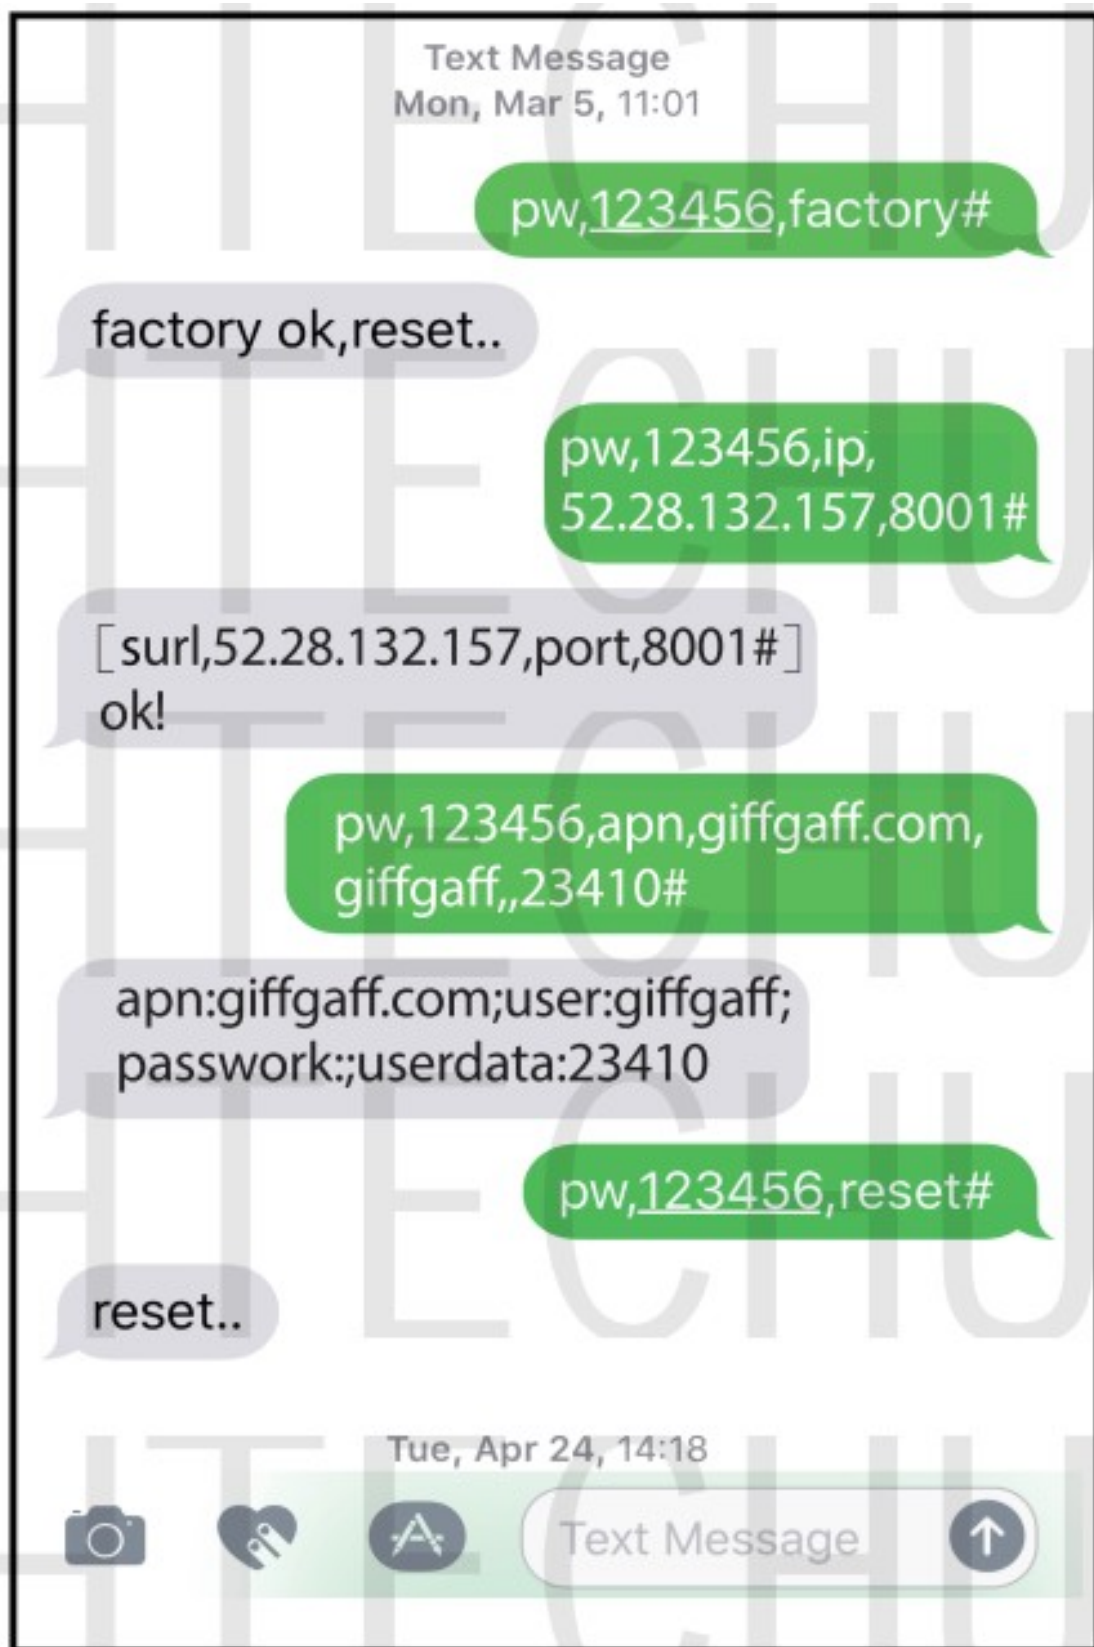 Text Message
Mon, Mar 5, 11:01
pw,123456,factory#
factory ok,reset..
pw,123456,ip,
52.28.132.157,8001#
[surl,52.28.132.157,port,8001#]
ok!
pw,123456,apn,giffgaff.com,
giffgaff,,23410#
apn:giffgaff.com;user:giffgaff;
passwork:;userdata:23410
pw,123456,reset#
reset..
Tue, Apr 24, 14:18
Text Message